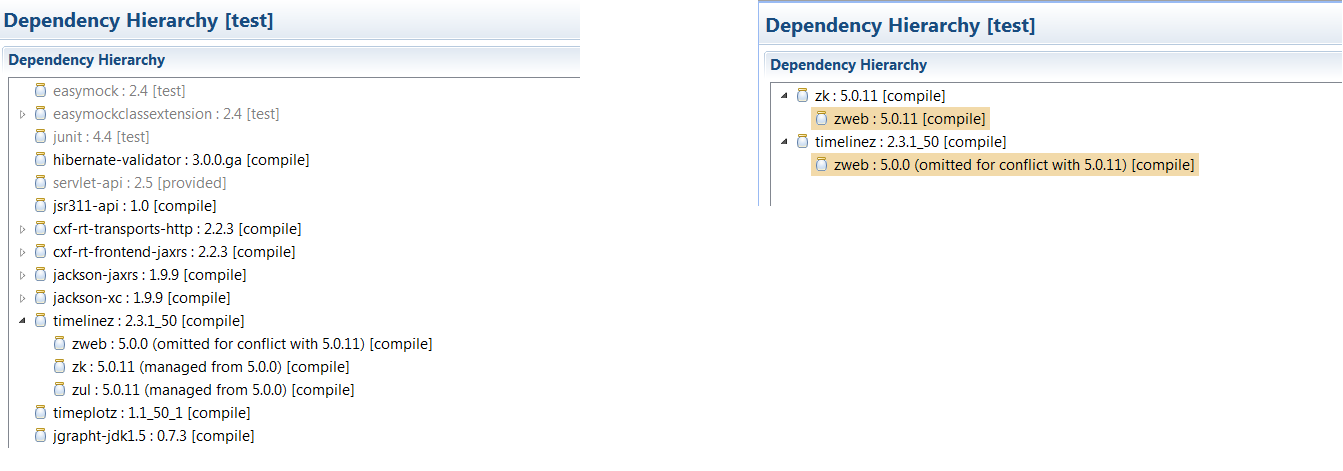 Dependency Hierarchy [test]
Dependency Hierarchy
easymock : 2.4 [test]
easymockclassextension : 2.4 [test]
junit : 4.4 [test]
hibernate-validator : 3.0.0.ga [compile]
servlet-api : 2.5 [provided]
jsr311-api : 1.0 [compile]
cxf-rt-transports-http : 2.2.3 [compile]
cxf-rt-frontend-jaxrs : 2.2.3 [compile]
jackson-jaxrs : 1.9.9 [compile]
jackson-xc : 1.9.9 [compile]
timelinez : 2.3.1_50 [compile]
zweb : 5.0.0 (omitted for conflict with 5.0.11) [compile]
zk : 5.0.11 (managed from 5.0.0) [compile]
zul : 5.0.11 (managed from 5.0.0) [compile]
timeplotz : 1.1_50_1 [compile]
jgrapht-jdk1.5 : 0.7.3 [compile]
Dependency Hierarchy [test]
Dependency Hierarchy
zk : 5.0.11 [compile]
zweb : 5.0.11 [compile]
timelinez : 2.3.1_50 [compile]
zweb : 5.0.0 (omitted for conflict with 5.0.11) [compile]